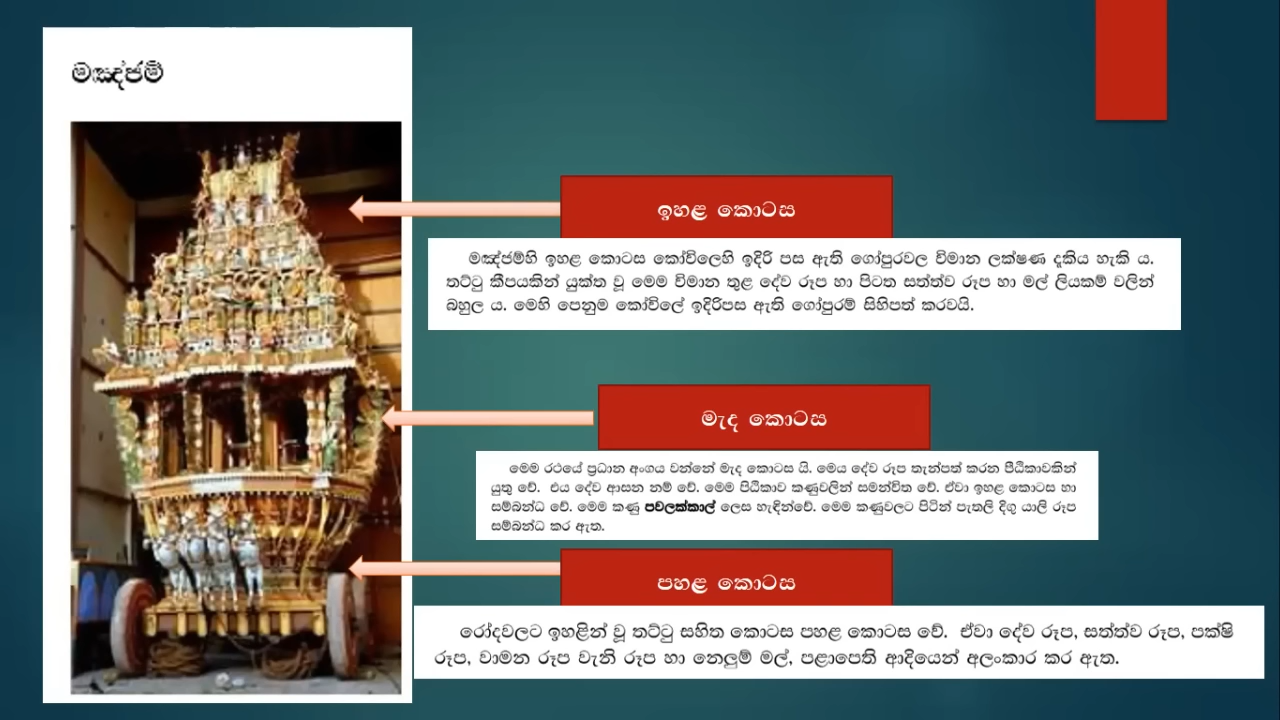 මඤ්ජමී
ඉහළ කොටස
මඤ්ජම්හි ඉහළ කොටස කෝවිලෙහි ඉදිරි පස ඇති ගෝපුරවල විමාන ලක්ෂණ දැකිය හැකි ය.
තට්ටු කීපයකින් යුක්ත වූ මෙම විමාන තුළ දේව රූප හා පිටත සත්ත්ව රූප හා මල් ලියකම් වලින්
බහුල ය. මෙහි පෙනුම කෝවිලේ ඉදිරිපස ඇති ගෝපුරම් සිහිපත් කරවයි.
මැද කොටස
මෙම රථයේ ප්‍රධාන අංගය වන්නේ මැද කොටස යි. මෙය දේව රූප තැන්පත් කරන පීඨිකාවකින්
යුතු වේ. එය දේව ආසන නම් වේ. මෙම පිඨිකාව කණුවලින් සමන්විත වේ. ඒවා ඉහළ කොටස හා
සම්බන්ධ වේ. මෙම කණු පවලක්කාල් ලෙස හැඳින්වේ. මෙම කණුවලට පිටින් පැතලි දිගු යාලි රූප
සම්බන්ධ කර ඇත.
පහළ කොටස
රෝදවලට ඉහළින් වූ තට්ටු සහිත කොටස පහළ කොටස වේ. ඒවා දේව රූප, සත්ත්ව රූප, පක්ෂි
රූප, වාමන රූප වැනි රූප හා නෙලුම් මල්, පළාපෙති ආදියෙන් අලංකාර කර ඇත.